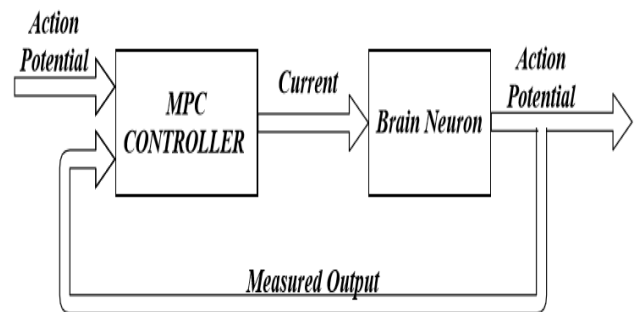 Action
Potential
MPC
CONTROLLER
Current
Brain Neuron
Action
Potential
Measured Output